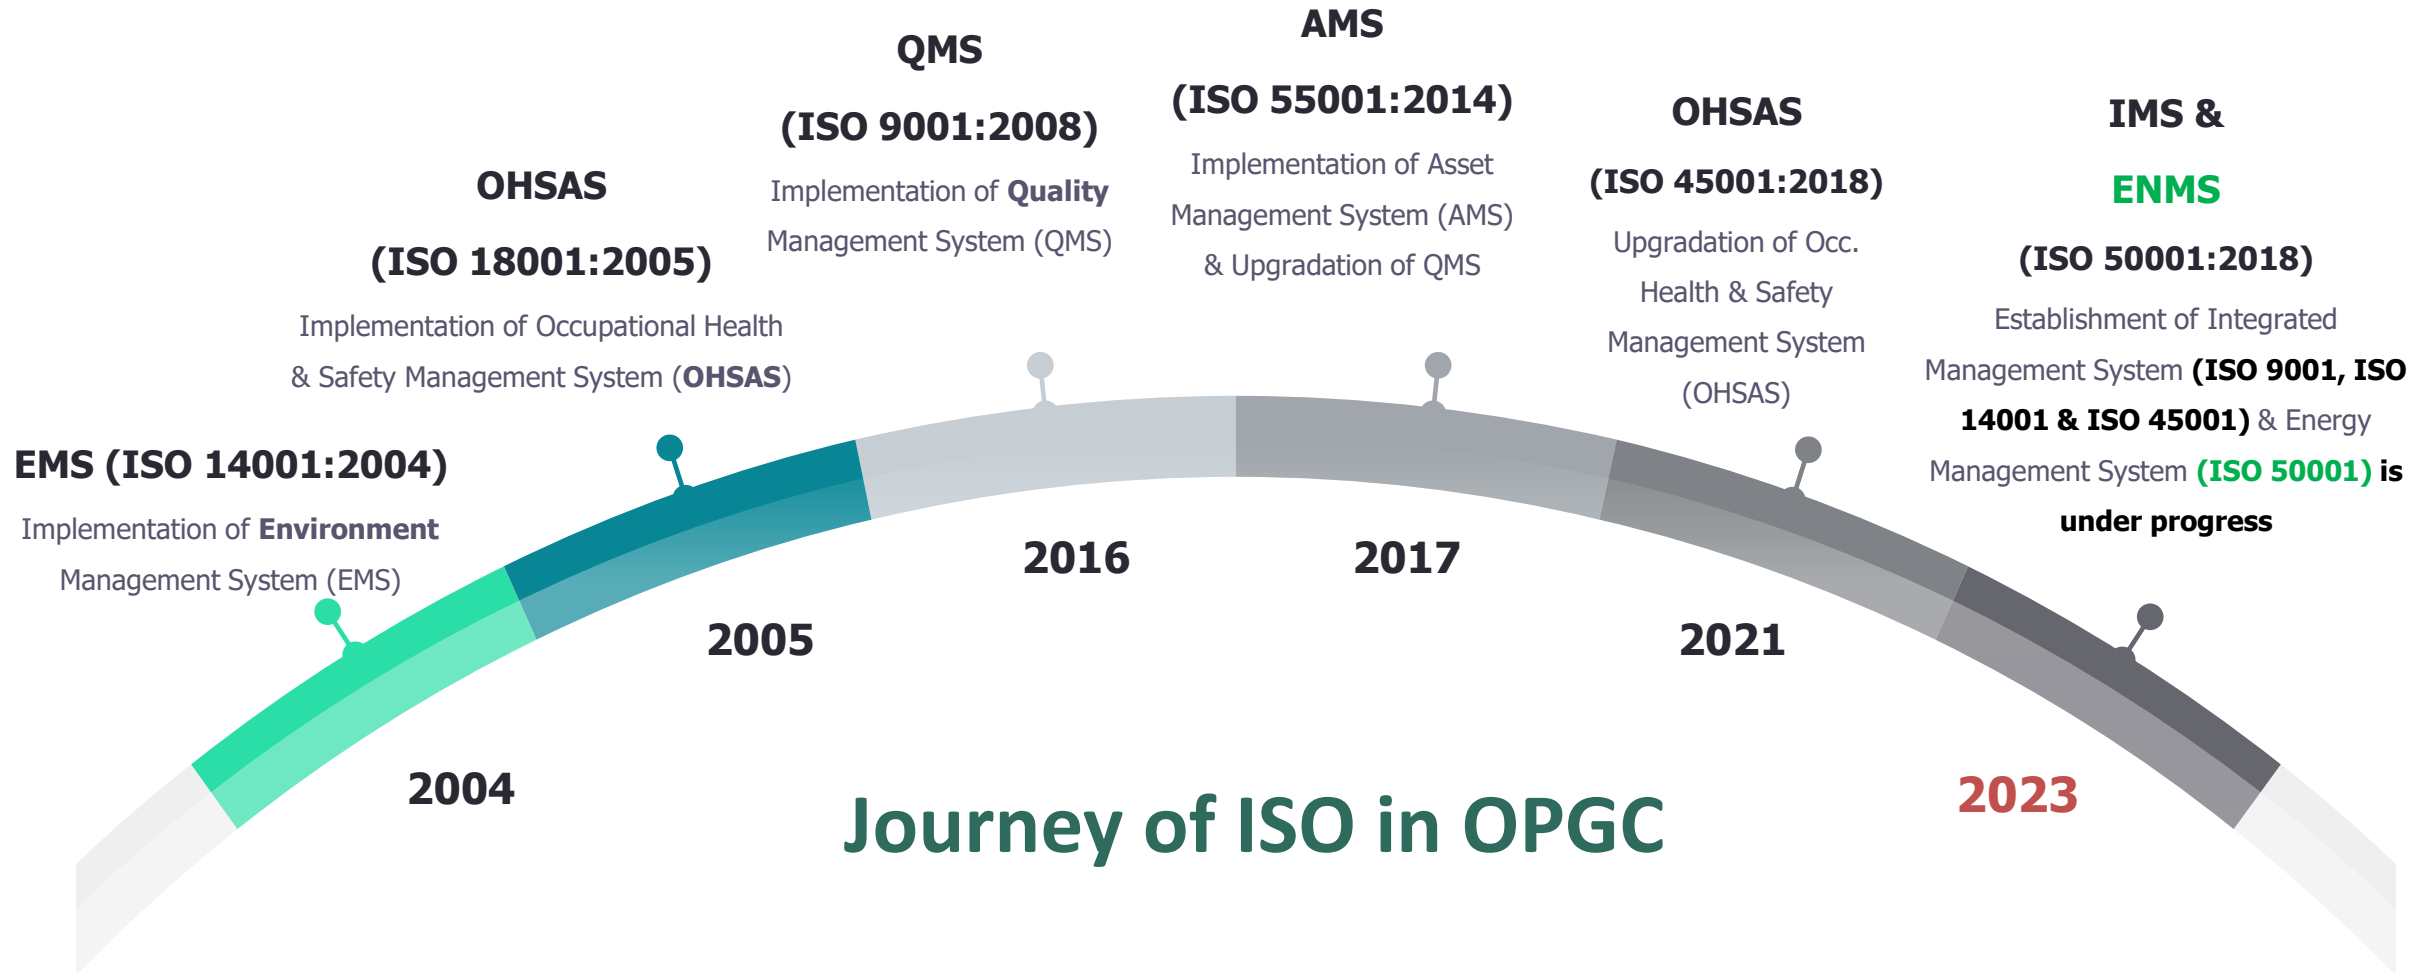 EMS (ISO 14001:2004)
Implementation of Environment
Management System (EMS)
2004
OHSAS
(ISO 18001:2005)
Implementation of Occupational Health
& Safety Management System (OHSAS)
2005
QMS
(ISO 9001:2008)
Implementation of Quality
Management System (QMS)
2016
AMS
(ISO 55001:2014)
Implementation of Asset
Management System (AMS)
& Upgradation of QMS
2017
OHSAS
(ISO 45001:2018)
Upgradation of Occ.
Health & Safety
Management System
(OHSAS)
2021
IMS &
ENMS
(ISO 50001:2018)
Establishment of Integrated
Management System (ISO 9001, ISO
14001 & ISO 45001) & Energy
Management System (ISO 50001) is
under progress
2023
Journey of ISO in OPGC